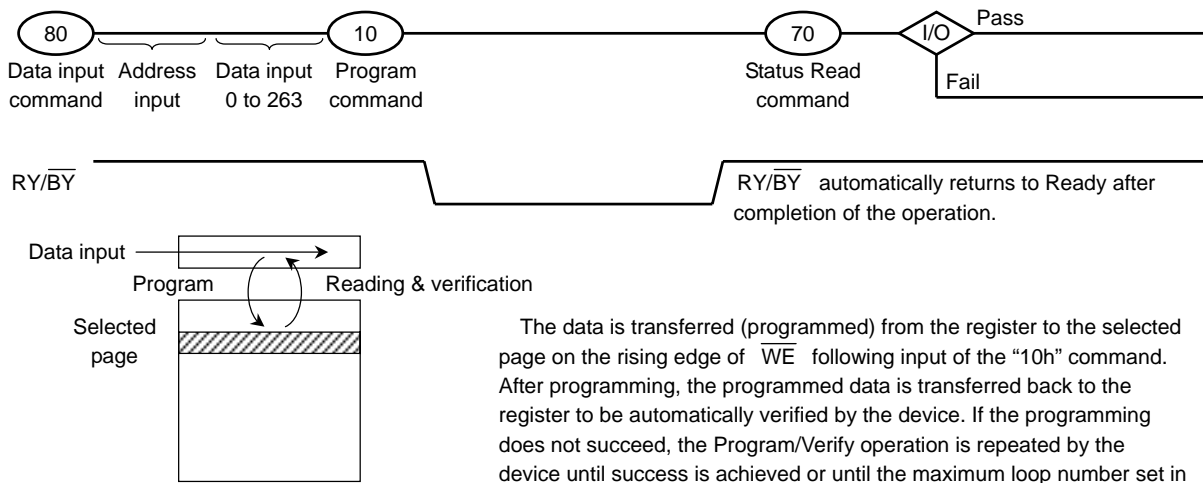 80
10
70
I/O
Pass
Fail
Data input
command
Address
input
Data input
0 to 263
Program
command
Status Read
command
RY/BY
RY/BY automatically returns to Ready after
completion of the operation.
Data input
Program
Reading & verification
Selected
page
The data is transferred (programmed) from the register to the selected
page on the rising edge of WE following input of the “10h” command.
After programming, the programmed data is transferred back to the
register to be automatically verified by the device. If the programming
does not succeed, the Program/Verify operation is repeated by the
device until success is achieved or until the maximum loop number set in